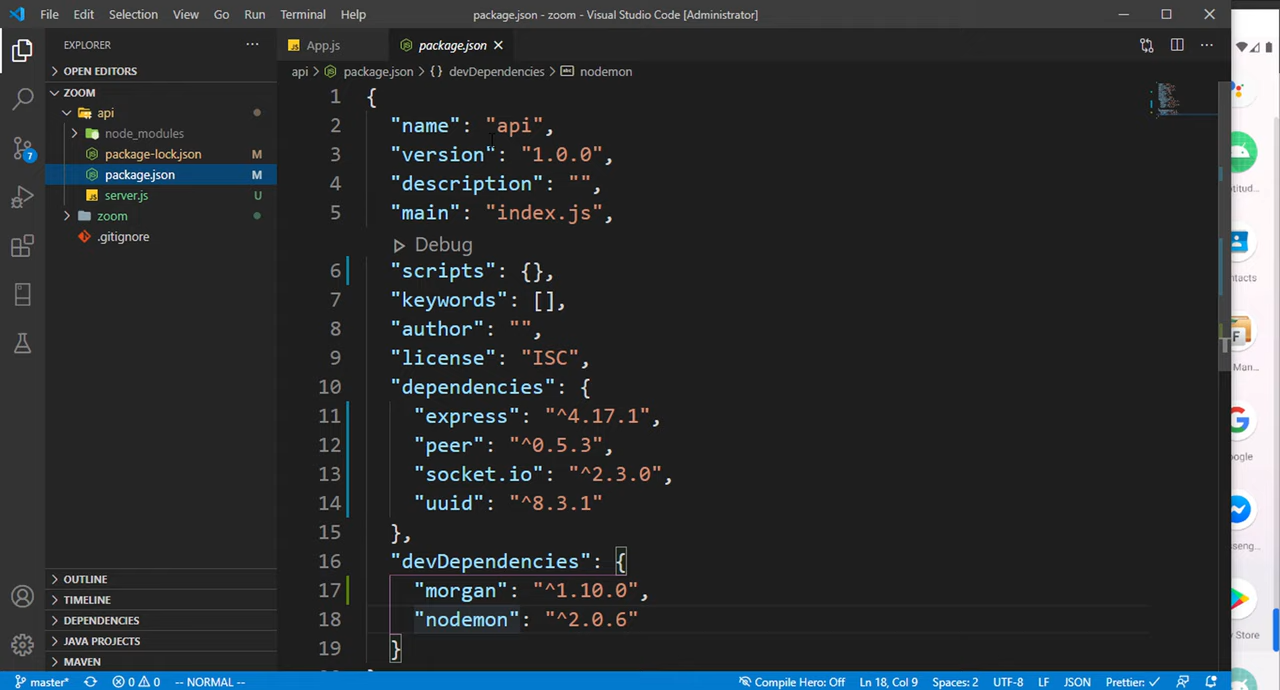 File Edit Selection View Go Run Terminal Help package.json - zoom - Visual Studio Code [Administrator]
EXPLORER ···
App.js
package.json
api > package.json > {} devDependencies > nodemon
OPEN EDITORS
ZOOM
api
node_modules
package-lock.json M
package.json M
server.js U
zoom
.gitignore
7
OUTLINE
TIMELINE
DEPENDENCIES
JAVA PROJECTS
MAVEN
1 {
2 "name": "api",
3 "version": "1.0.0",
4 "description": "",
5 "main": "index.js",
Debug
6 "scripts": {},
7 "keywords": [],
8 "author": "",
9 "license": "ISC",
10 "dependencies": {
11 "express": "^4.17.1",
12 "peer": "^0.5.3",
13 "socket.io": "^2.3.0",
14 "uuid": "^8.3.1"
15 },
16 "devDependencies": {
17 "morgan": "^1.10.0",
18 "nodemon": "^2.0.6"
19 }
master* 0 0 -- NORMAL -- Compile Hero: Off Ln 18, Col 9 Spaces: 2 UTF-8 LF JSON Prettier: ✓